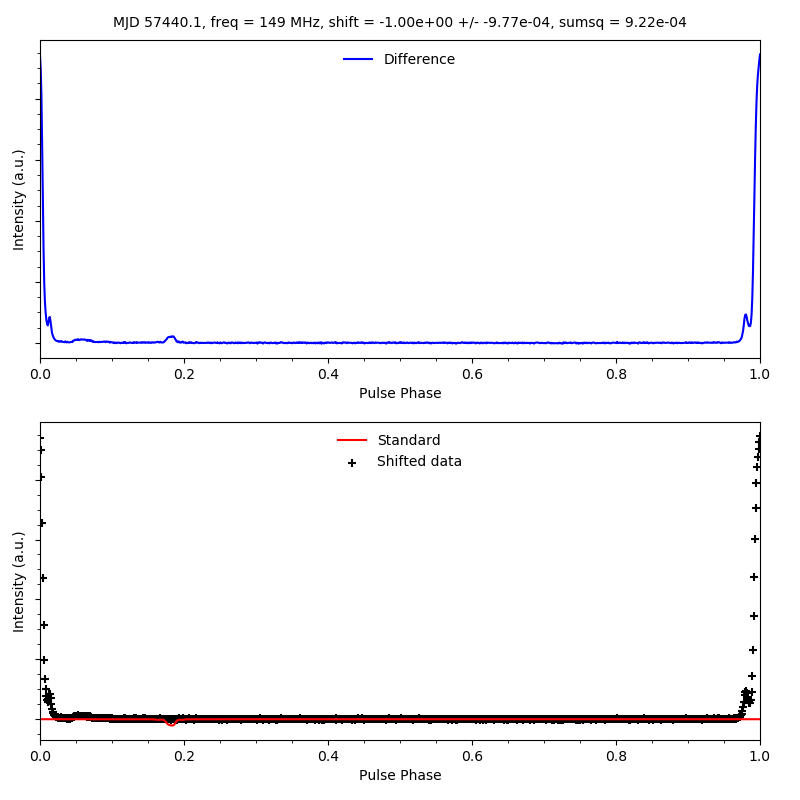 MJD 57440.1, freq = 149 MHz, shift = -1.00e+00 +/- -9.77e-04, sumsq = 9.22e-04
Difference
Intensity (a.u.)
0.0 0.2 0.4 0.6 0.8 1.0
Pulse Phase
Standard
Shifted data
Intensity (a.u.)
0.0 0.2 0.4 0.6 0.8 1.0
Pulse Phase